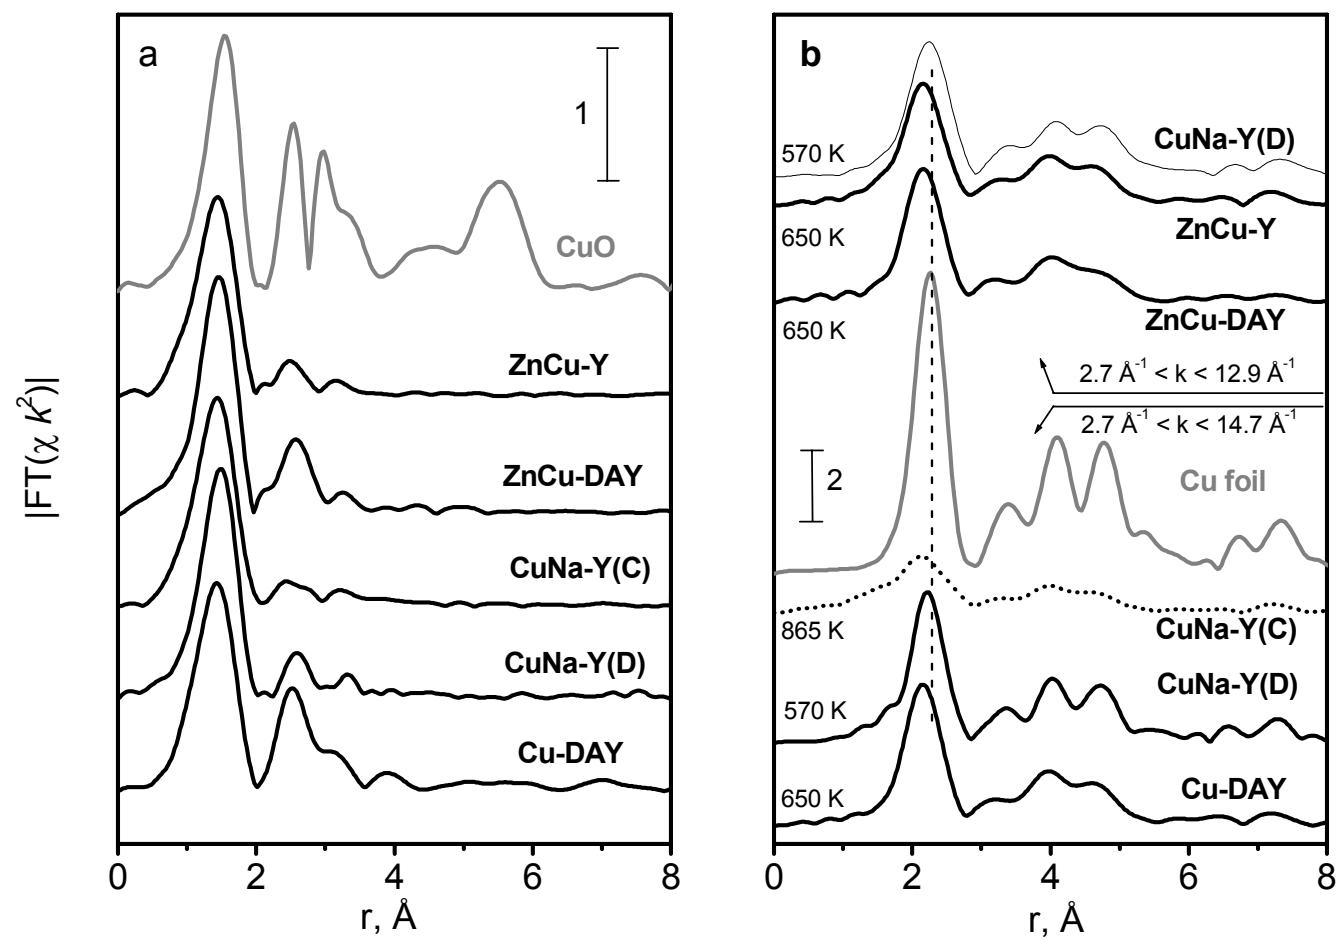 a
1
CuO
ZnCu-Y
ZnCu-DAY
CuNa-Y(C)
CuNa-Y(D)
Cu-DAY
|FT(χ k²)|
0 2 4 6 8
r, Å
b
570 K
CuNa-Y(D)
650 K
ZnCu-Y
650 K
ZnCu-DAY
2.7 Å⁻¹ < k < 12.9 Å⁻¹
2.7 Å⁻¹ < k < 14.7 Å⁻¹
2
Cu foil
865 K
CuNa-Y(C)
570 K
CuNa-Y(D)
650 K
Cu-DAY
0 2 4 6 8
r, Å